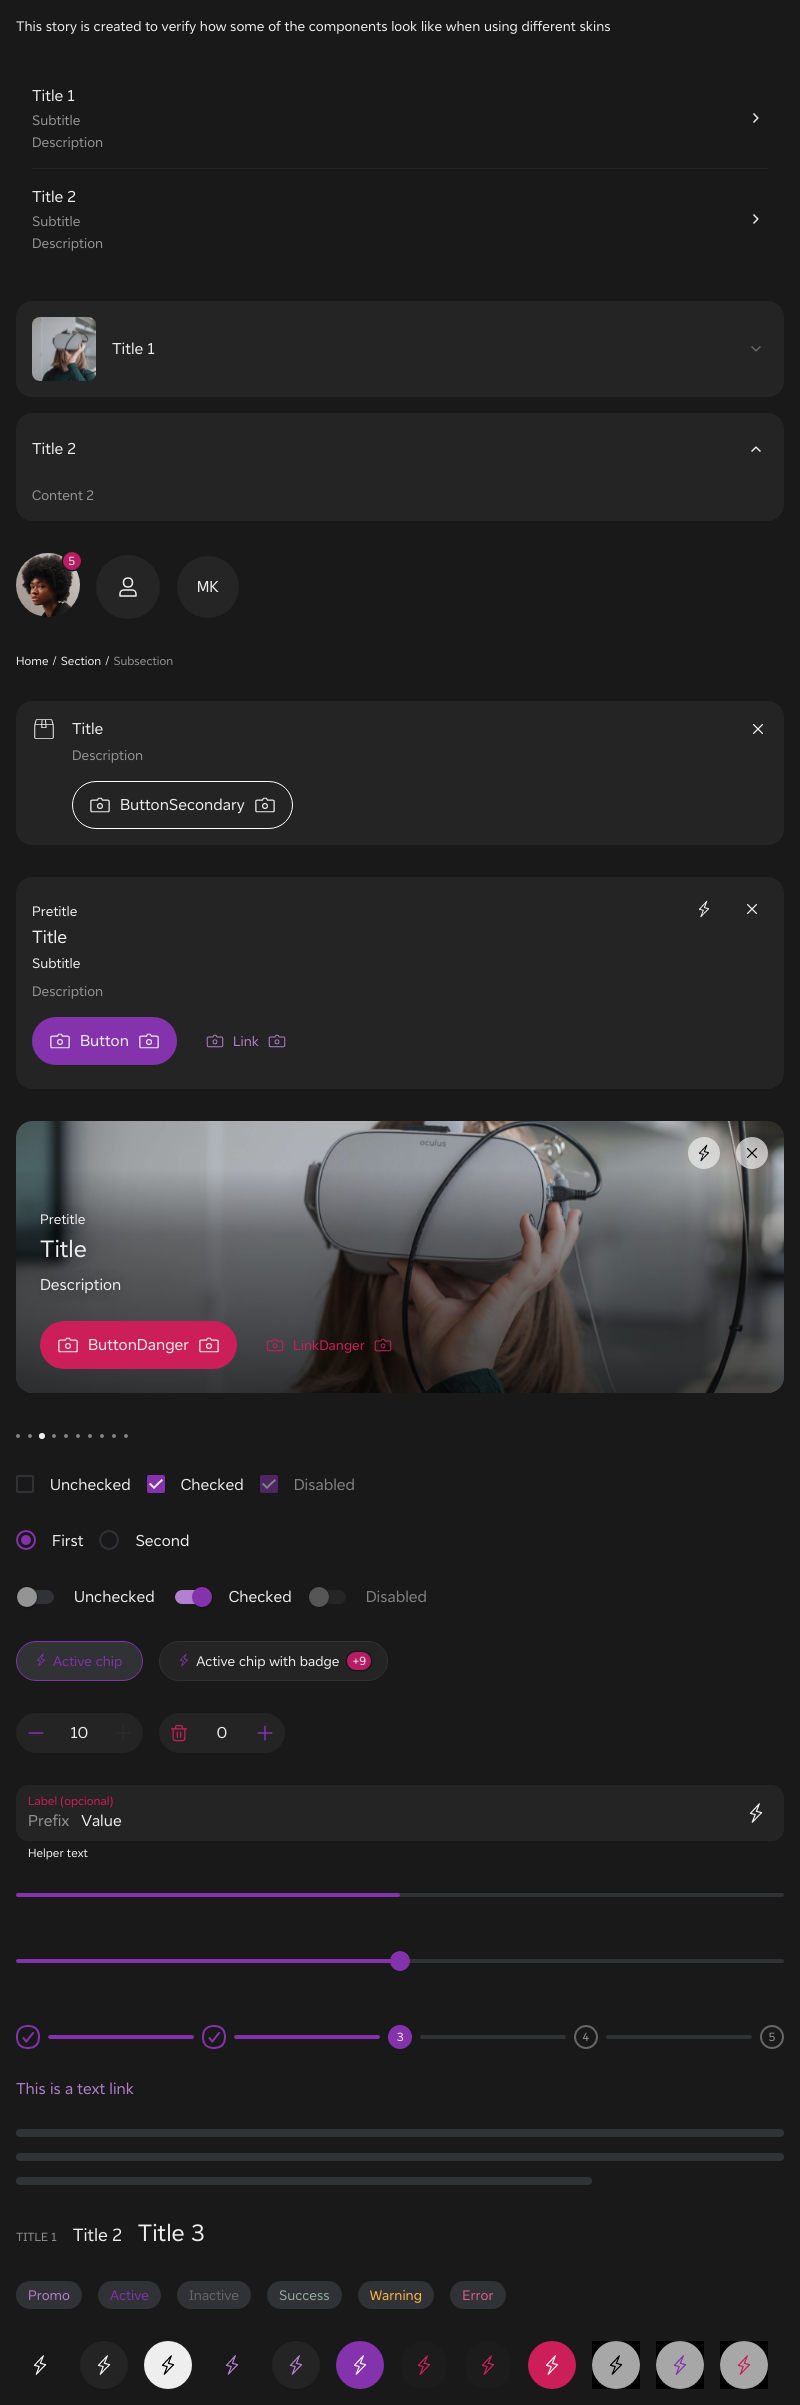 This story is created to verify how some of the components look like when using different skins
Title 1
Subtitle
Description
Title 2
Subtitle
Description
Title 1
Title 2
Content 2
5
MK
Home / Section / Subsection
Title
Description
ButtonSecondary
Pretitle
Title
Subtitle
Description
Button Link
oculus
Pretitle
Title
Description
ButtonDanger LinkDanger
Unchecked Checked Disabled
First Second
Unchecked Checked Disabled
Active chip Active chip with badge +9
10 0
Label (opcional)
Prefix Value
Helper text
3 4 5
This is a text link
TITLE 1 Title 2 Title 3
Promo Active Inactive Success Warning Error